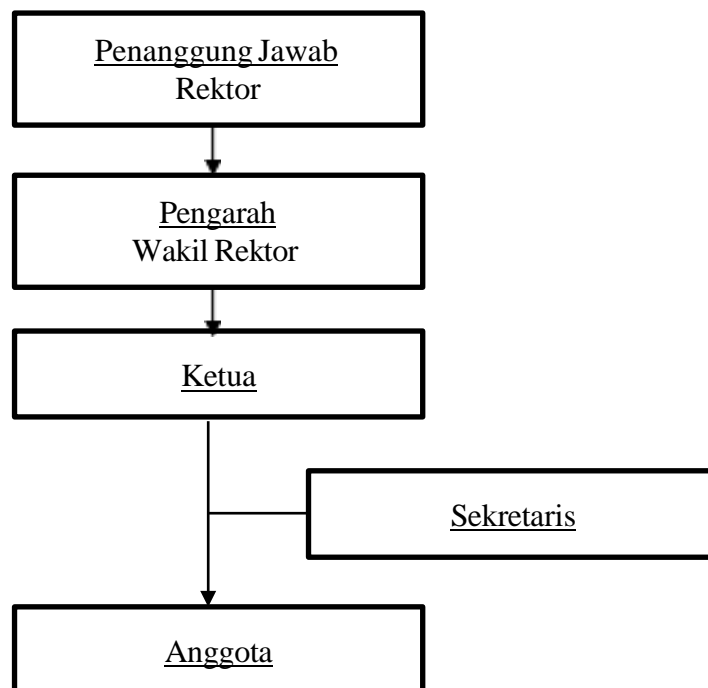 Penanggung Jawab
Rektor
Pengarah
Wakil Rektor
Ketua
Sekretaris
Anggota